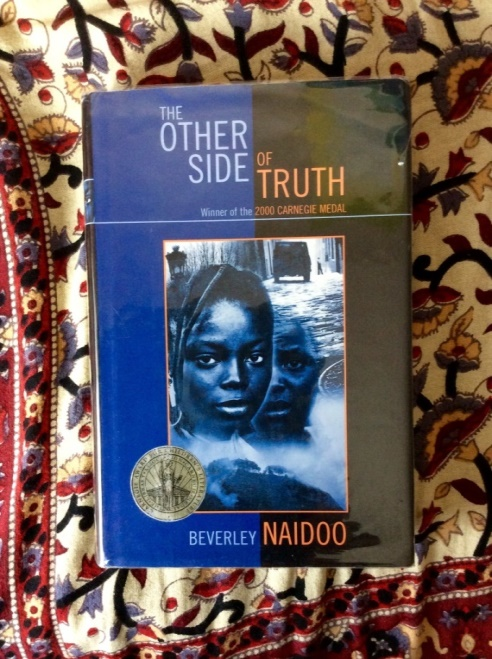 THE
OTHER
SIDE OF
TRUTH
Winner of the 2000 CARNEGIE MEDAL
BEVERLEY NAIDOO